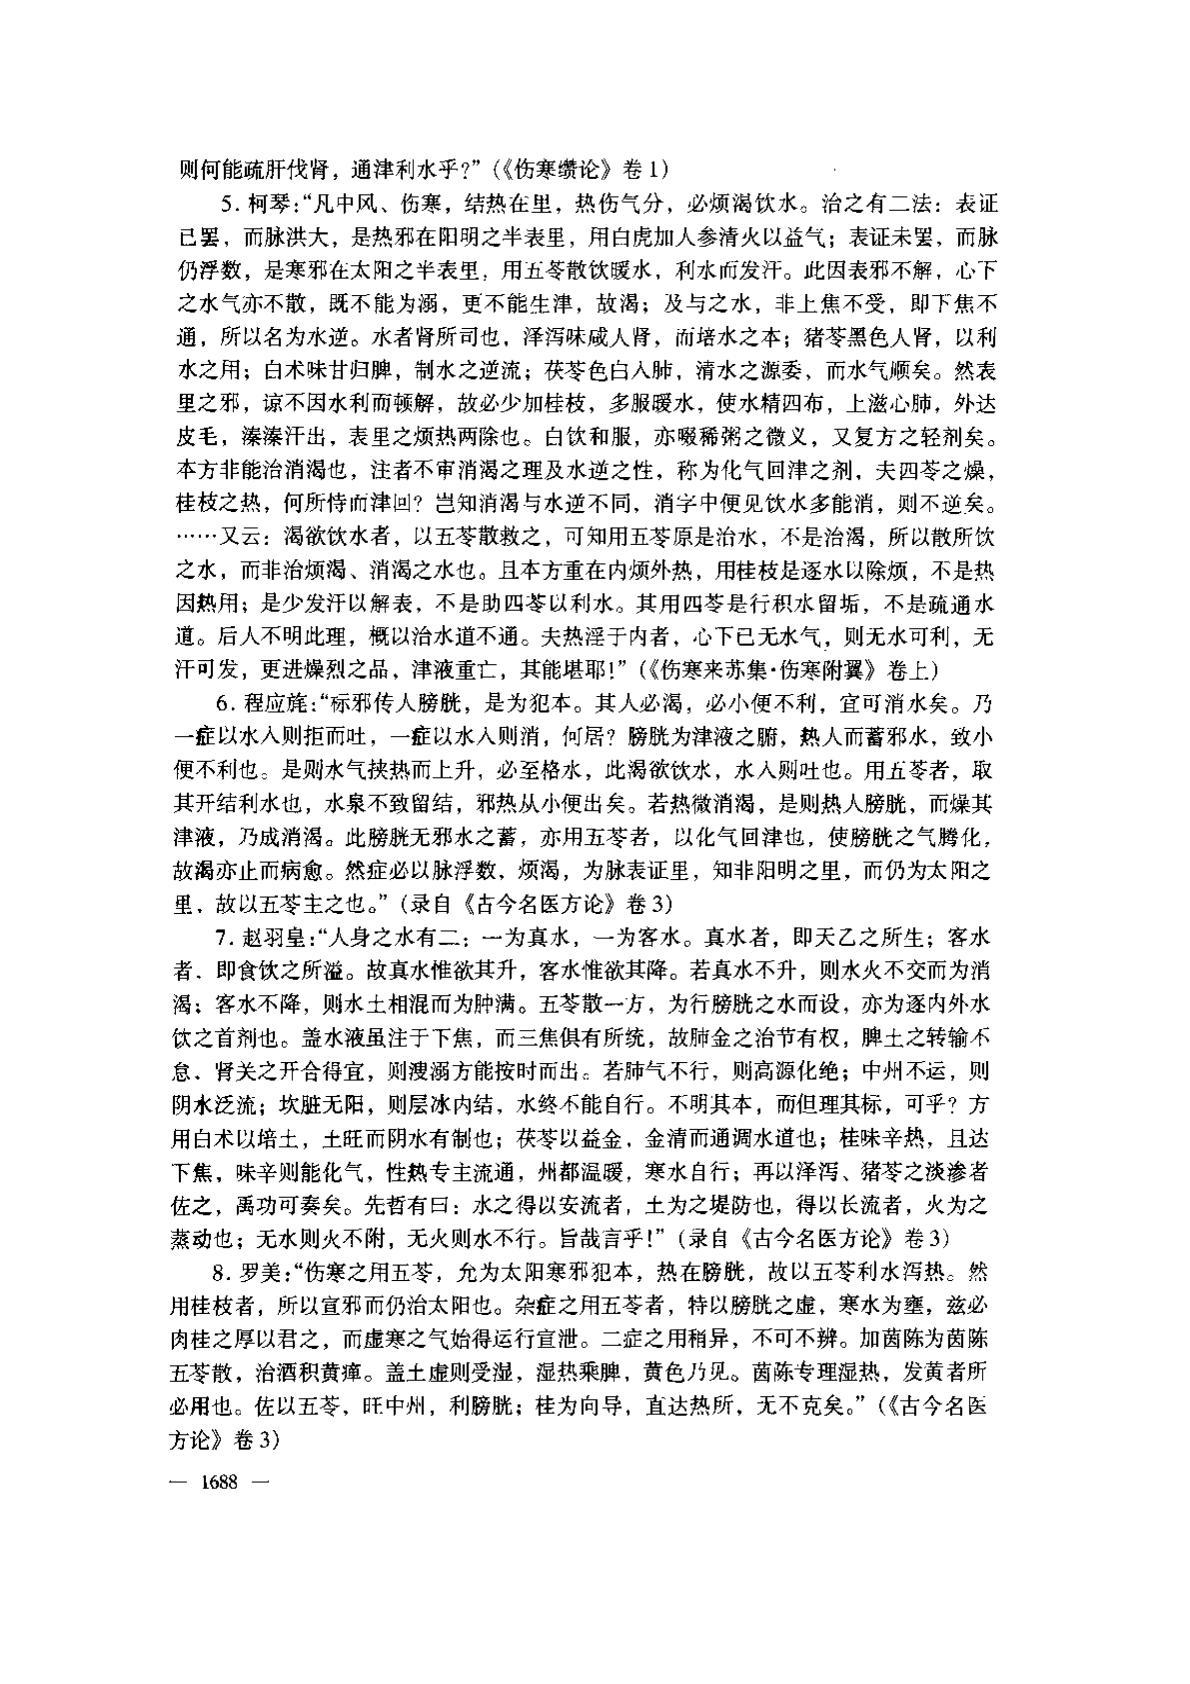 则何能疏肝伐肾，通津利水乎?”（《伤寒缵论》卷1）
5. 柯琴:“凡中风、伤寒，结热在里，热伤气分，必烦渴饮水。治之有二法：表证
已罢，而脉洪大，是热邪在阳明之半表里，用白虎加人参清火以益气；表证未罢，而脉
仍浮数，是寒邪在太阳之半表里，用五苓散饮暖水，利水而发汗。此因表邪不解，心下
之水气亦不散，既不能为溺，更不能生津，故渴；及与之水，非上焦不受，即下焦不
通，所以名为水逆。水者肾所司也，泽泻味咸人肾，而培水之本；猪苓黑色人肾，以利
水之用；白术味甘归脾，制水之逆流；茯苓色白入肺，清水之源委、而水气顺矣。然表
里之邪，谅不因水利而顿解，故必少加桂枝，多服暖水，使水精四布，上滋心肺，外达
皮毛，溱溱汗出，表里之烦热两除也。白饮和服，亦啜稀粥之微义，又复方之轻剂矣。
本方非能治消渴也，注者不审消渴之理及水逆之性，称为化气回津之剂，夫四苓之燥，
桂枝之热，何所恃而津回？岂知消渴与水逆不同，消字中便见饮水多能消，则不逆矣。
……又云：渴欲饮水者，以五苓散救之，可知用五苓原是治水，不是治渴，所以散所饮
之水，而非治烦渴、消渴之水也。且本方重在内烦外热，用桂枝是逐水以除烦，不是热
因热用；是少发汗以解表，不是助四苓以利水。其用四苓是行积水留垢，不是疏通水
道。后人不明此理，概以治水道不通。夫热淫于内者，心下已无水气，则无水可利，无
汗可发，更进燥烈之品，津液重亡，其能堪耶!”（《伤寒来苏集·伤寒附翼》卷上）
6. 程应旄:“标邪传人膀胱，是为犯本。其人必渴，必小便不利，宜可消水矣。乃
一症以水入则拒而吐，一症以水入则消，何居？膀胱为津液之腑，热人而蓄邪水，致小
便不利也。是则水气挟热而上升，必至格水，此渴欲饮水，水入则吐也。用五苓者，取
其开结利水也，水泉不致留结，邪热从小便出矣。若热微消渴，是则热人膀胱，而燥其
津液，乃成消渴。此膀胱无邪水之蓄，亦用五苓者，以化气回津也，使膀胱之气腾化，
故渴亦止而病愈。然症必以脉浮数、烦渴，为脉表证里，知非阳明之里，而仍为太阳之
里，故以五苓主之也。”（录自《古今名医方论》卷3）
7. 赵羽皇:“人身之水有二：一为真水，一为客水。真水者，即天乙之所生；客水
者、即食饮之所溢。故真水惟欲其升，客水惟欲其降。若真水不升，则水火不交而为消
渴；客水不降，则水土相混而为肿满。五苓散一方，为行膀胱之水而设，亦为逐内外水
饮之首剂也。盖水液虽注于下焦，而三焦俱有所统，故肺金之治节有权，脾土之转输不
怠、肾关之开合得宜，则溲溺方能按时而出。若肺气不行，则高源化绝；中州不运，则
阴水泛流；坎脏无阳，则层冰内结，水终不能自行。不明其本，而但理其标，可乎？方
用白术以培土，土旺而阴水有制也；茯苓以益金，金清而通调水道也；桂味辛热，且达
下焦，味辛则能化气，性热专主流通，州都温暖，寒水自行；再以泽泻、猪苓之淡渗者
佐之，禹功可奏矣。先哲有曰：水之得以安流者，土为之堤防也，得以长流者，火为之
蒸动也；无水则火不附，无火则水不行。旨哉言乎!”（录自《古今名医方论》卷3）
8. 罗美:“伤寒之用五苓，允为太阳寒邪犯本，热在膀胱，故以五苓利水泻热。然
用桂枝者，所以宣邪而仍治太阳也。杂症之用五苓者，特以膀胱之虚，寒水为壅，兹必
肉桂之厚以君之，而虚寒之气始得运行宣泄。二症之用稍异，不可不辨。加茵陈为茵陈
五苓散，治酒积黄瘅。盖土虚则受湿，湿热乘脾，黄色乃见。茵陈专理湿热，发黄者所
必用也。佐以五苓，旺中州，利膀胱；桂为向导，直达热所，无不克矣。”（《古今名医
方论》卷3）
— 1688 —